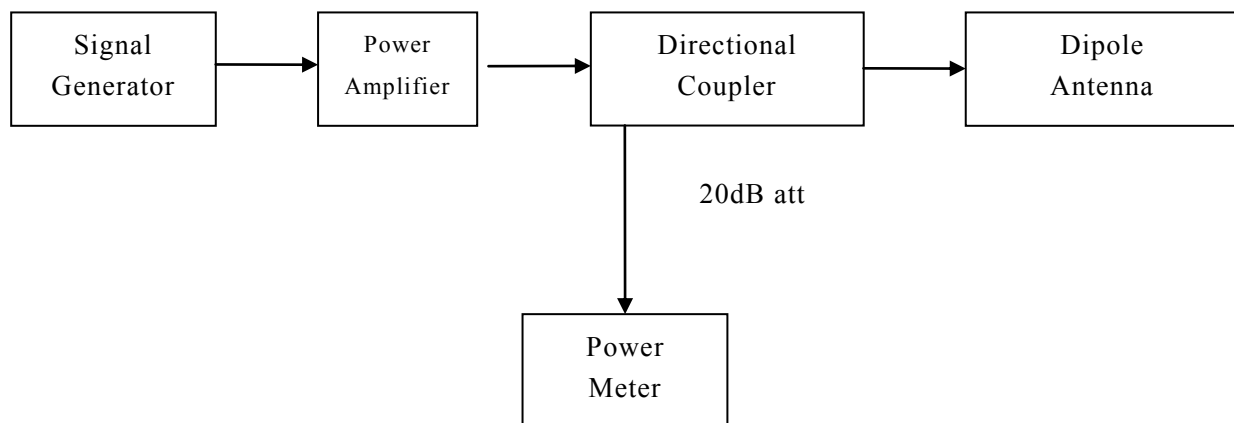 Signal
Generator
Power
Amplifier
Directional
Coupler
Dipole
Antenna
20dB att
Power
Meter